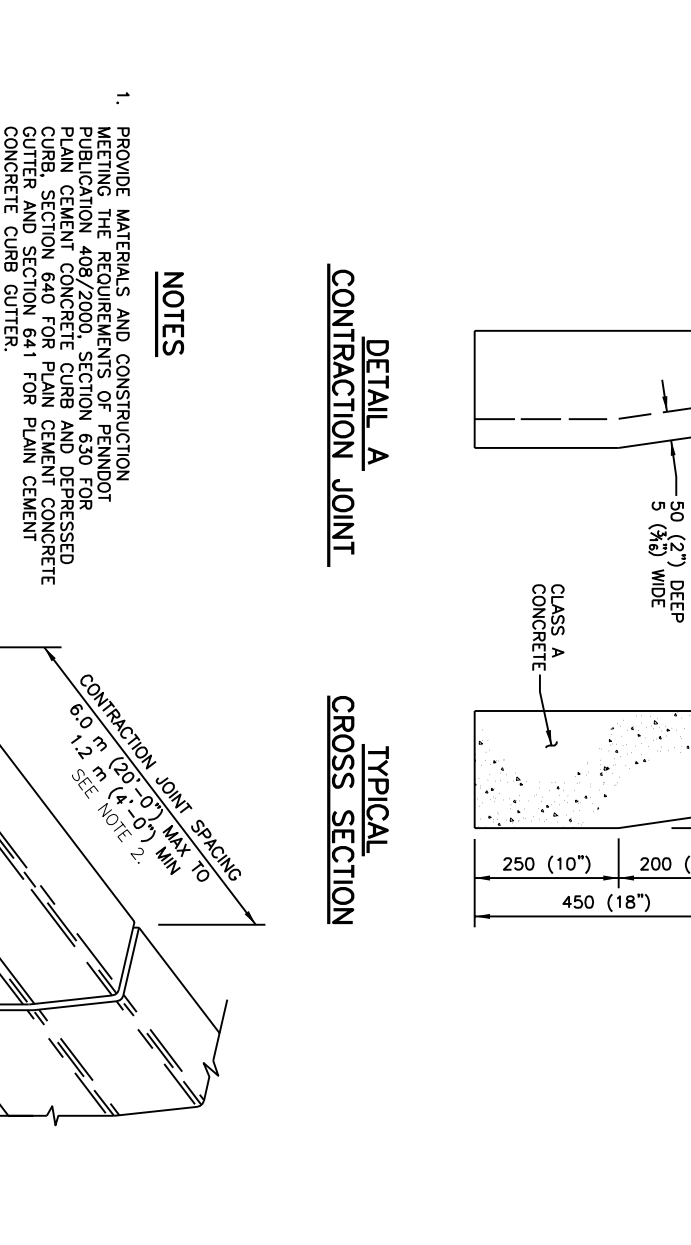 50 (2") DEEP
5 (3/16") WIDE
DETAIL A
CONTRACTION JOINT
CLASS A
CONCRETE
250 (10")
200 (
450 (18")
TYPICAL
CROSS SECTION
NOTES
1. PROVIDE MATERIALS AND CONSTRUCTION
MEETING THE REQUIREMENTS OF PENNDOT
PUBLICATION 408/2000, SECTION 630 FOR
PLAIN CEMENT CONCRETE CURB AND DEPRESSED
CURB, SECTION 640 FOR PLAIN CEMENT CONCRETE
GUTTER AND SECTION 641 FOR PLAIN CEMENT
CONCRETE CURB GUTTER.
CONTRACTION JOINT SPACING
6.0 m (20'-0") MAX TO
1.2 m (4'-0") MIN
SEE NOTE 2.